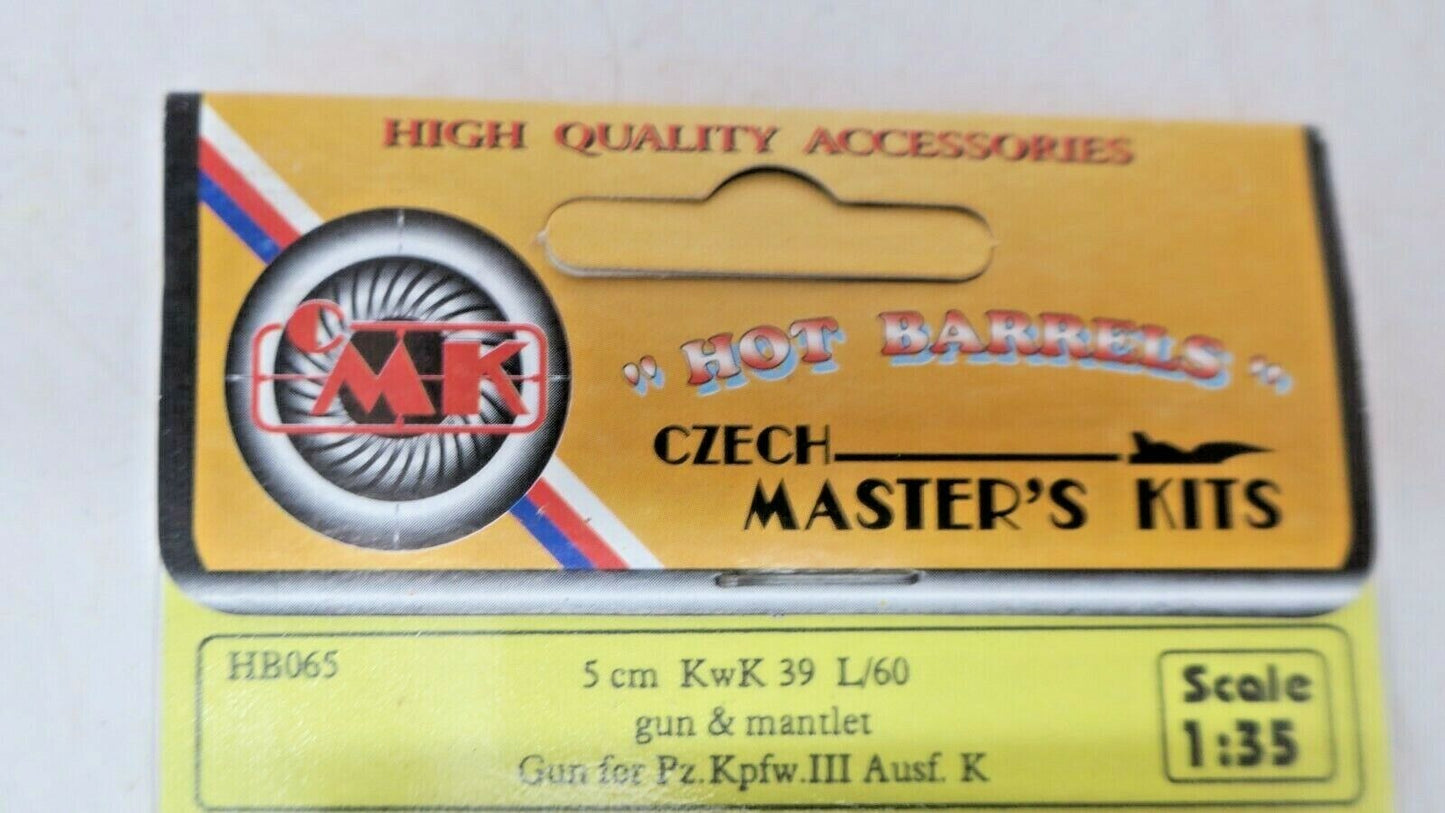 HIGH QUALITY ACCESSORIES
CMK
"HOT BARRELS"
CZECH
MASTER'S KITS
HB065
5 cm KwK 39 L/60
gun & mantlet
Gun for Pz.Kpfw.III Ausf. K
Scale
1:35